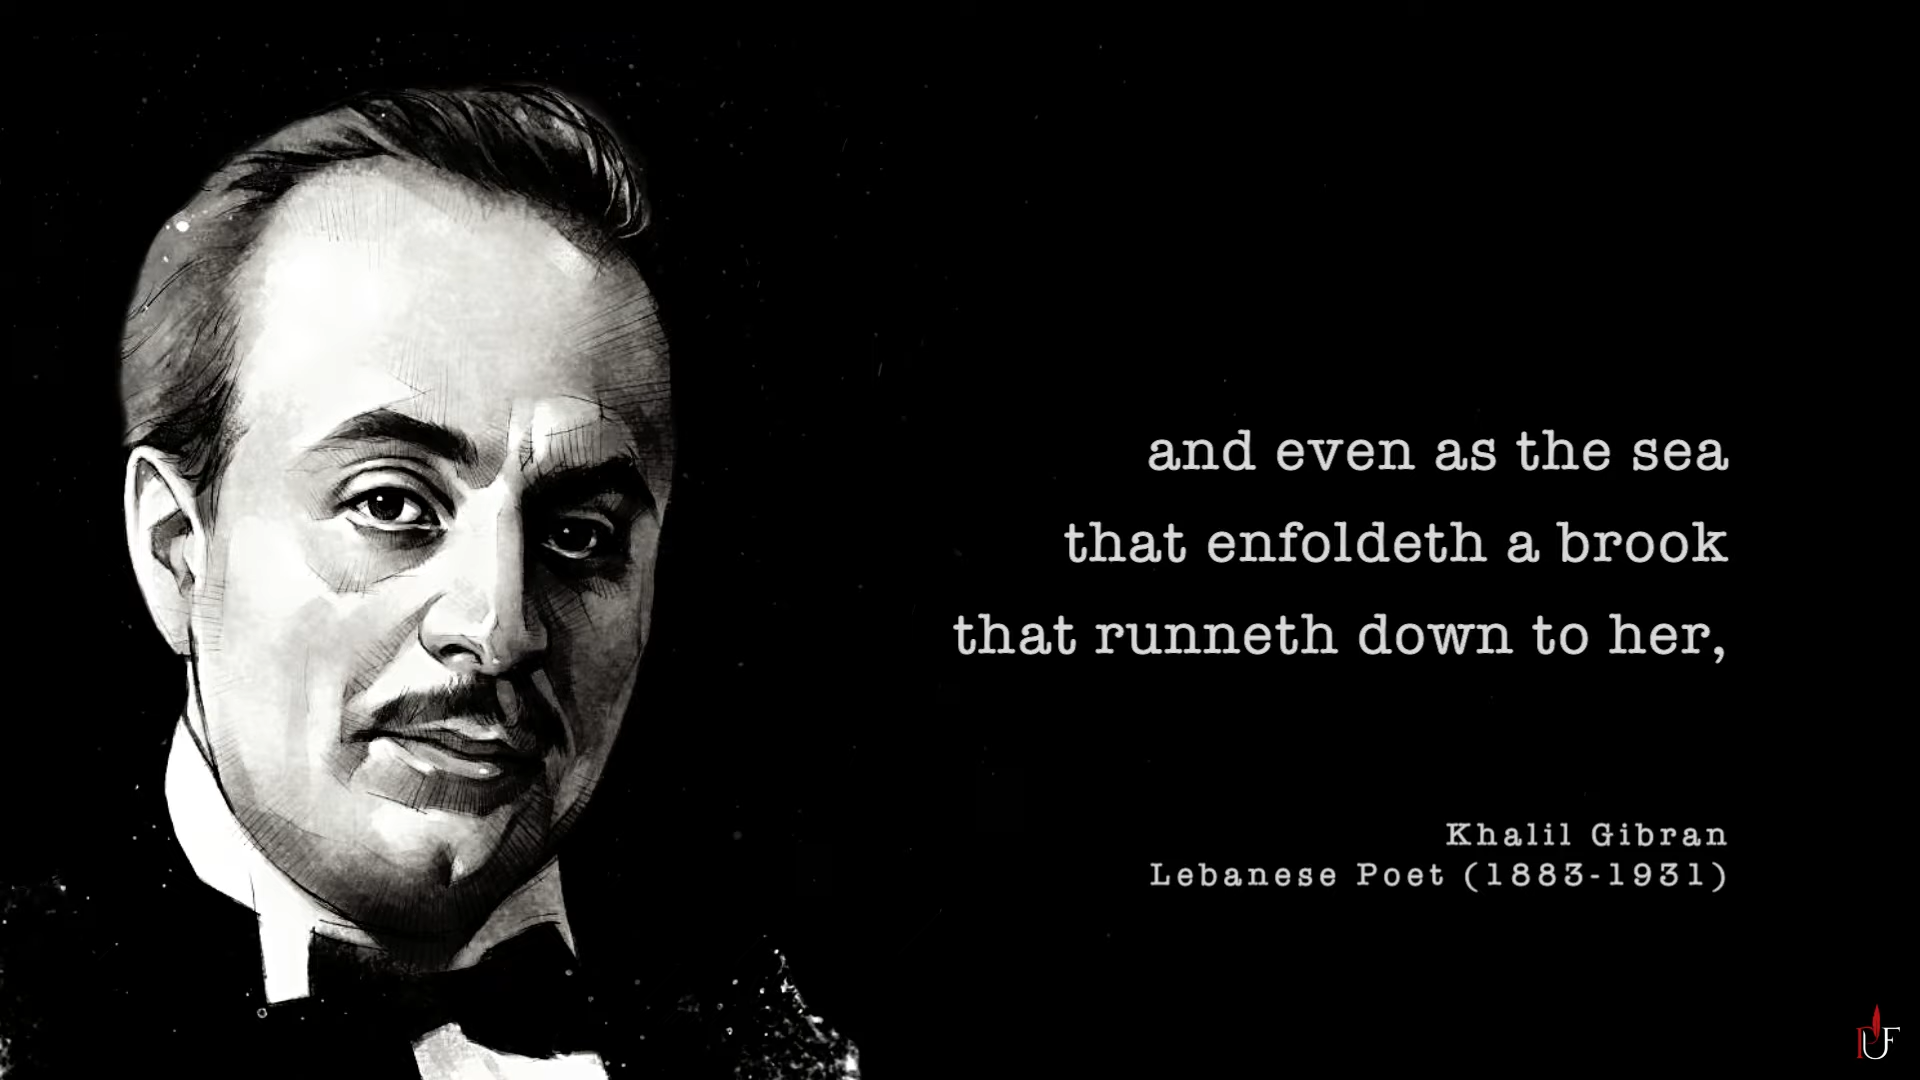 and even as the sea
that enfoldeth a brook
that runneth down to her,
Khalil Gibran
Lebanese Poet (1883-1931)
PUF